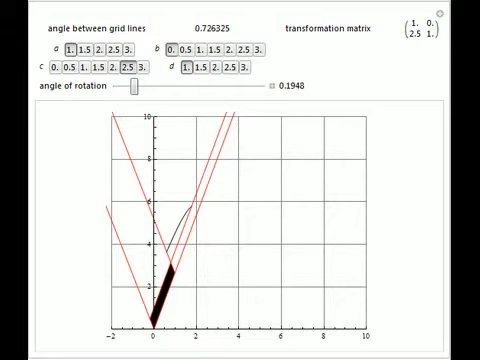 angle between grid lines 0.726325 transformation matrix (1. 0. 2.5 1.)
a 1. 1.5 2. 2.5 3. b 0. 0.5 1. 1.5 2. 2.5 3.
c 0. 0.5 1. 1.5 2. 2.5 3. d 1. 1.5 2. 2.5 3.
angle of rotation 0.1948
10
8
6
4
2
-2 0 2 4 6 8 10